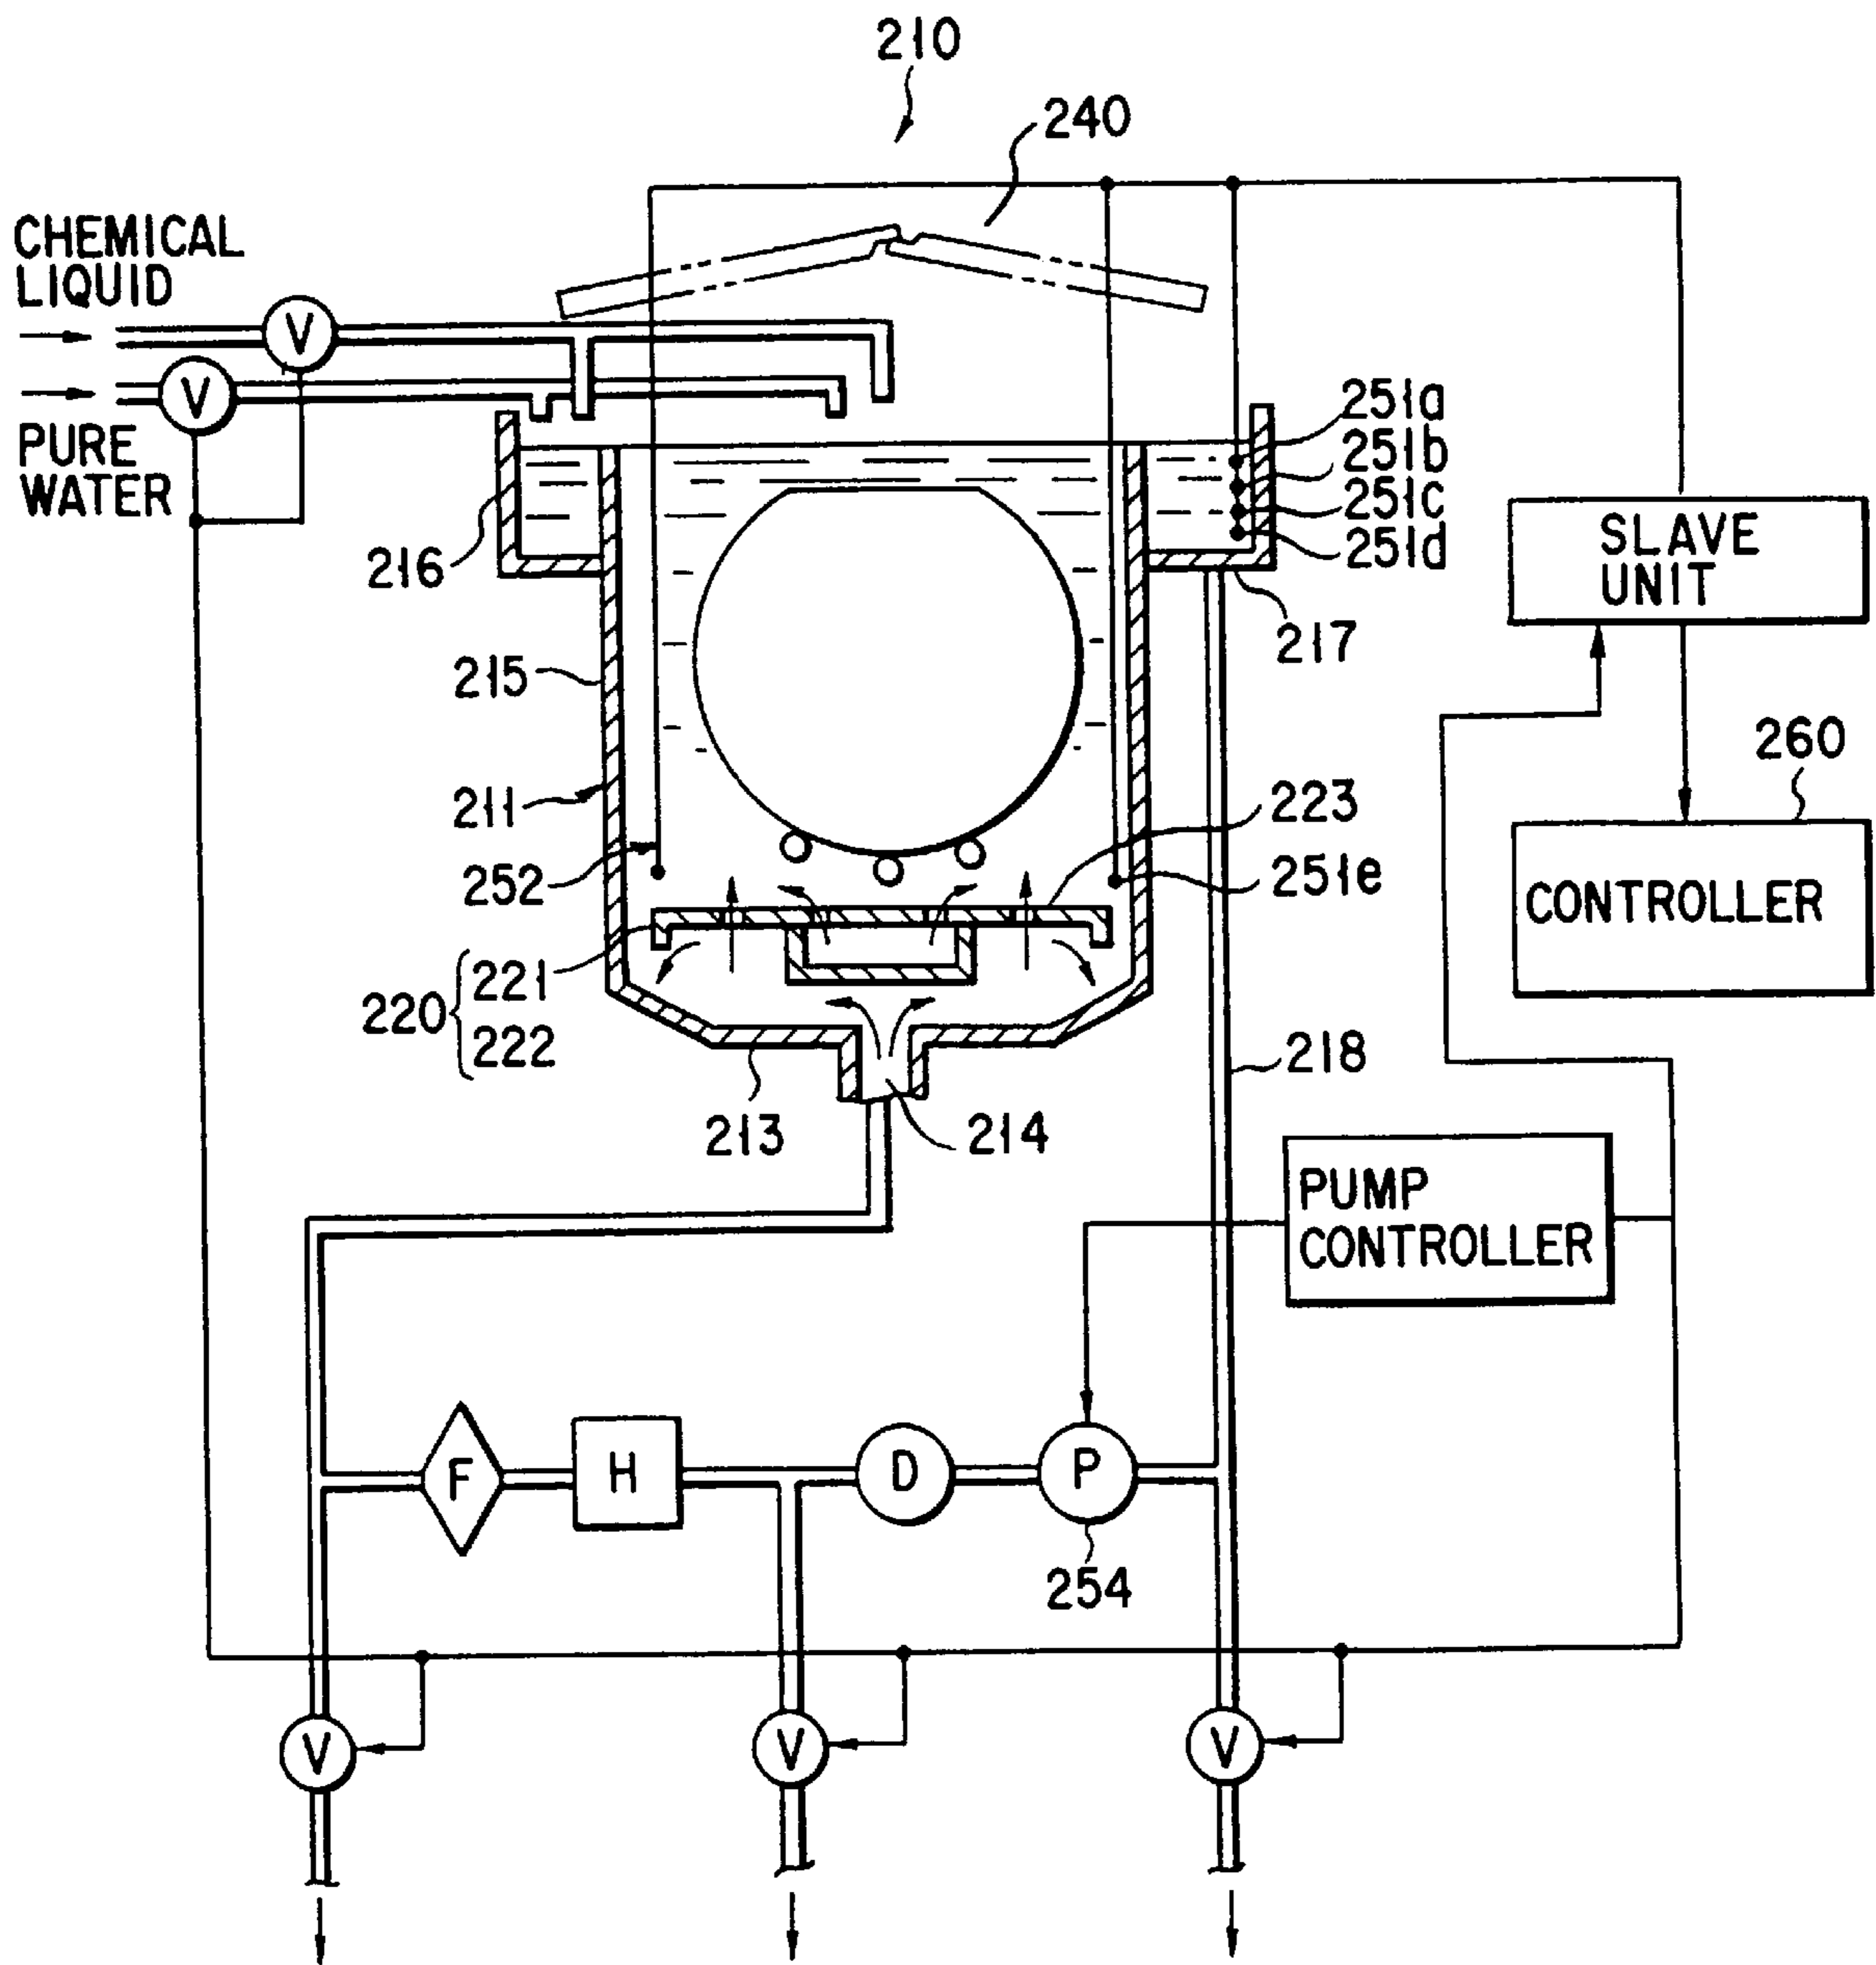 210
240
CHEMICAL
LIQUID
V
V
PURE
WATER
251a
251b
251c
251d
216
SLAVE
UNIT
217
215
260
211
223
252
251e
CONTROLLER
220
221
222
218
213
214
PUMP
CONTROLLER
F
H
D
P
254
V
V
V